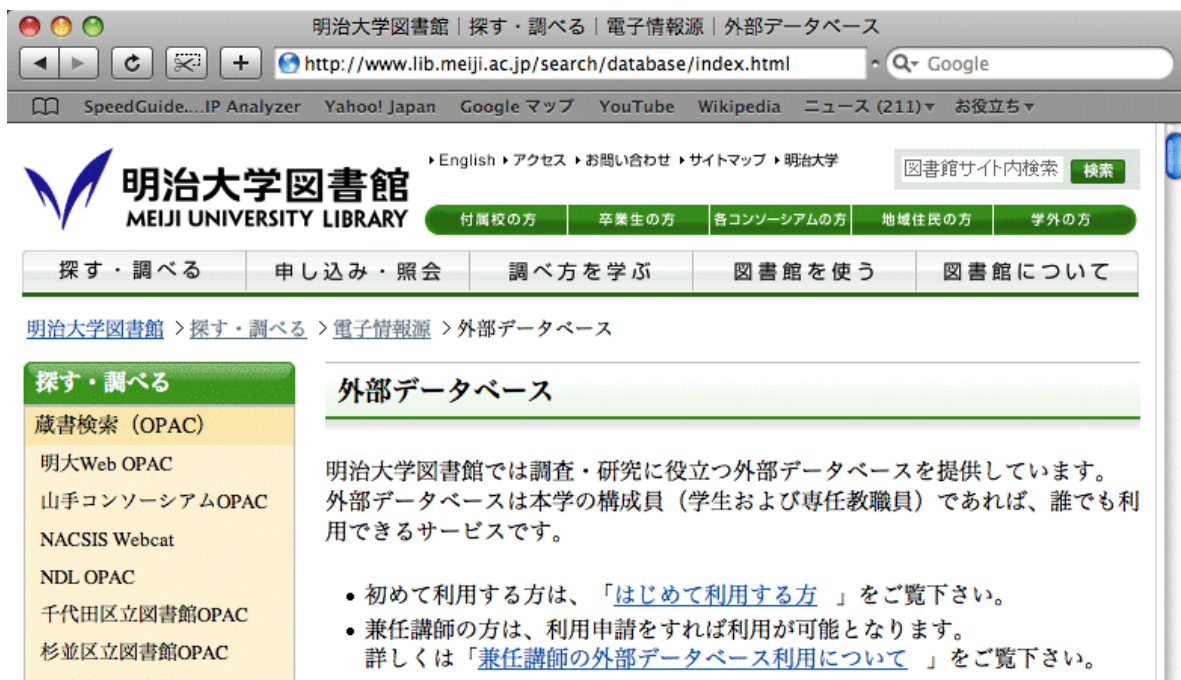 明治大学図書館｜探す・調べる｜電子情報源｜外部データベース
http://www.lib.meiji.ac.jp/search/database/index.html
Google
SpeedGuide....IP Analyzer Yahoo! Japan Google マップ YouTube Wikipedia ニュース (211)▼ お役立ち▼
English アクセス お問い合わせ サイトマップ 明治大学
図書館サイト内検索 検索
明治大学図書館
MEIJI UNIVERSITY LIBRARY
付属校の方 卒業生の方 各コンソーシアムの方 地域住民の方 学外の方
探す・調べる 申し込み・照会 調べ方を学ぶ 図書館を使う 図書館について
明治大学図書館 > 探す・調べる > 電子情報源 > 外部データベース
探す・調べる
蔵書検索（OPAC）
明大Web OPAC
山手コンソーシアムOPAC
NACSIS Webcat
NDL OPAC
千代田区立図書館OPAC
杉並区立図書館OPAC
外部データベース
明治大学図書館では調査・研究に役立つ外部データベースを提供しています。
外部データベースは本学の構成員（学生および専任教職員）であれば、誰でも利
用できるサービスです。
• 初めて利用する方は、「はじめて利用する方 」をご覧下さい。
• 兼任講師の方は、利用申請をすれば利用が可能となります。
詳しくは「兼任講師の外部データベース利用について 」をご覧下さい。